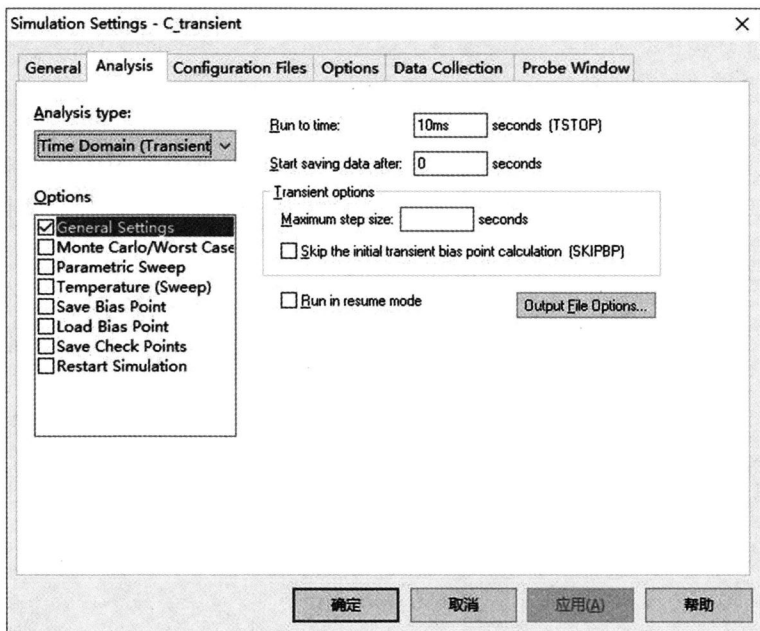 Simulation Settings - C_transient
General Analysis Configuration Files Options Data Collection Probe Window
Analysis type:
Time Domain (Transient
Options
General Settings
Monte Carlo/Worst Case
Parametric Sweep
Temperature (Sweep)
Save Bias Point
Load Bias Point
Save Check Points
Restart Simulation
Run to time: 10ms seconds (TSTOP)
Start saving data after: 0 seconds
Transient options
Maximum step size: seconds
Skip the initial transient bias point calculation (SKIPBP)
Run in resume mode
Output File Options...
确定 取消 应用(A) 帮助